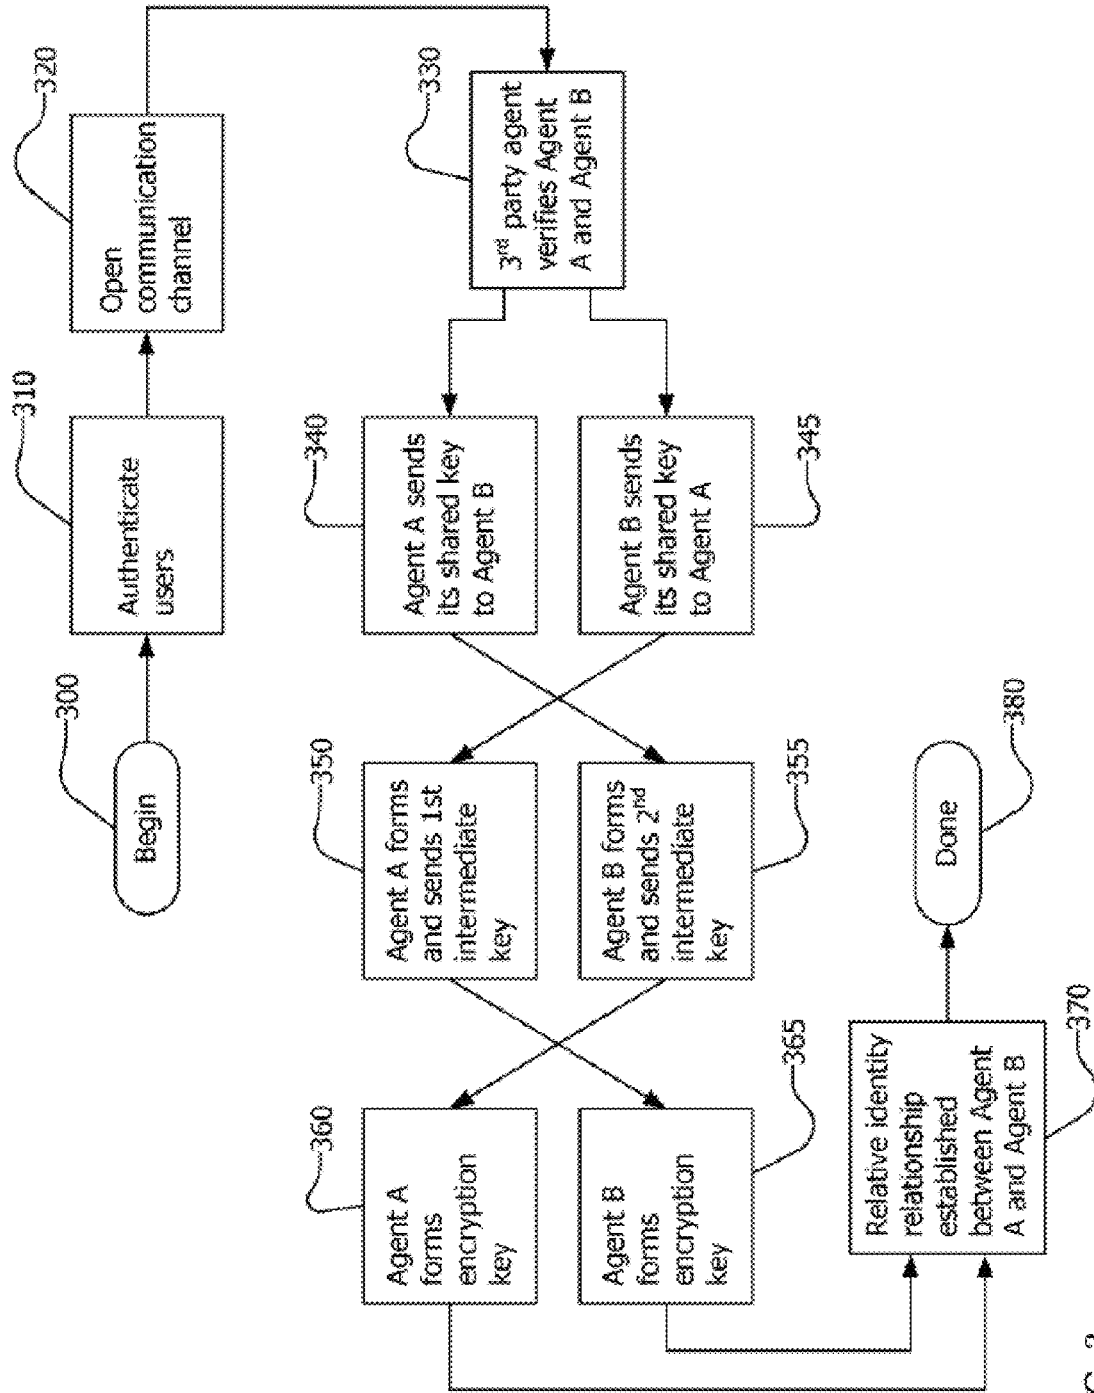 300
Begin
310
Authenticate
users
320
Open
communication
channel
330
3rd party agent
verifies Agent
A and Agent B
340
Agent A sends
its shared key
to Agent B
345
Agent B sends
its shared key
to Agent A
350
Agent A forms
and sends 1st
intermediate
key
355
Agent B forms
and sends 2nd
intermediate
key
360
Agent A
forms
encryption
key
365
Agent B
forms
encryption
key
370
Relative identity
relationship
established
between Agent
A and Agent B
380
Done